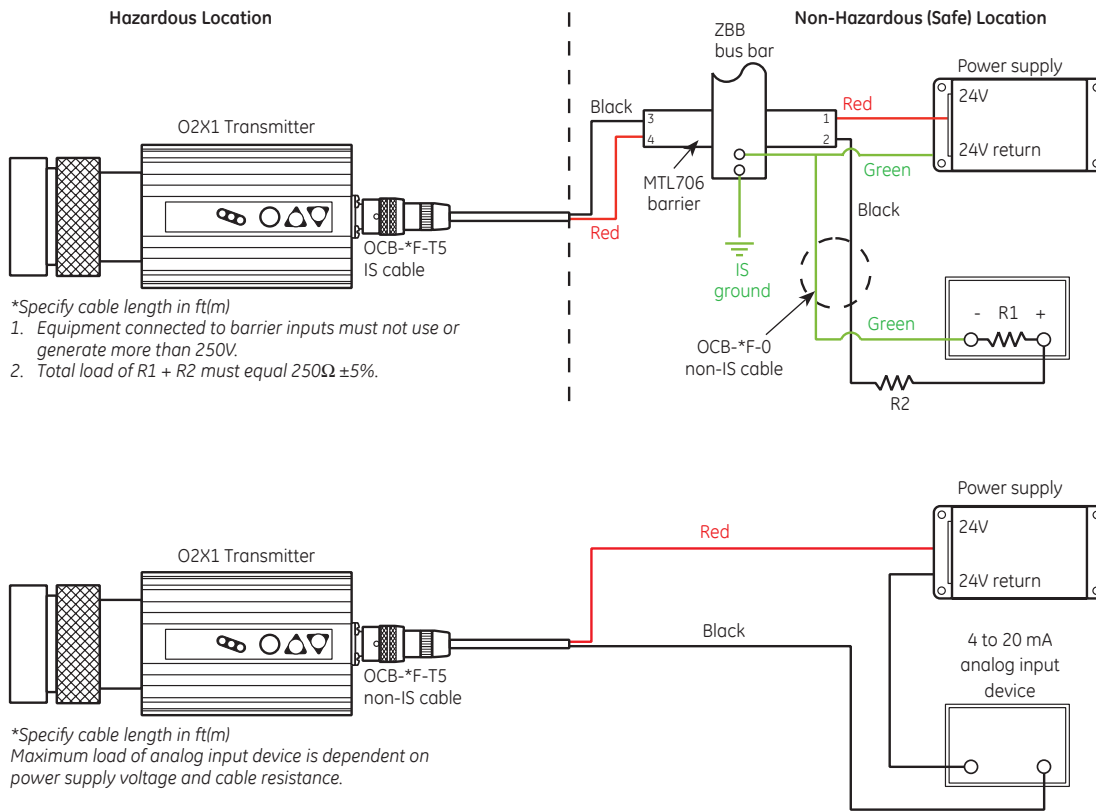 Hazardous Location
Non-Hazardous (Safe) Location
ZBB
bus bar
Power supply
O2X1 Transmitter
Black
3
4
1
2
Red
24V
24V return
Green
MTL706
barrier
Black
Red
OCB-*F-T5
IS cable
IS
ground
*Specify cable length in ft(m)
1. Equipment connected to barrier inputs must not use or
generate more than 250V.
2. Total load of R1 + R2 must equal 250Ω ±5%.
Green
- R1 +
OCB-*F-0
non-IS cable
R2
Power supply
O2X1 Transmitter
Red
24V
24V return
Black
OCB-*F-T5
non-IS cable
4 to 20 mA
analog input
device
*Specify cable length in ft(m)
Maximum load of analog input device is dependent on
power supply voltage and cable resistance.